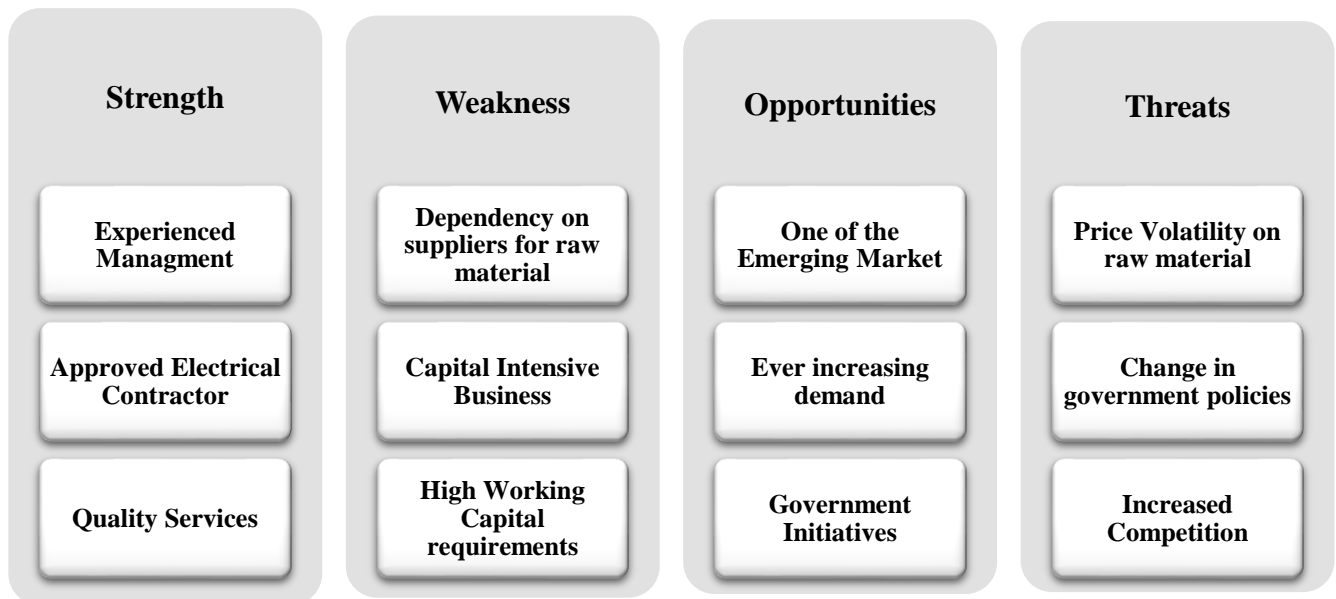 Strength
Experienced
Managment
Approved Electrical
Contractor
Quality Services
Weakness
Dependency on
suppliers for raw
material
Capital Intensive
Business
High Working
Capital
requirements
Opportunities
One of the
Emerging Market
Ever increasing
demand
Government
Initiatives
Threats
Price Volatility on
raw material
Change in
government policies
Increased
Competition